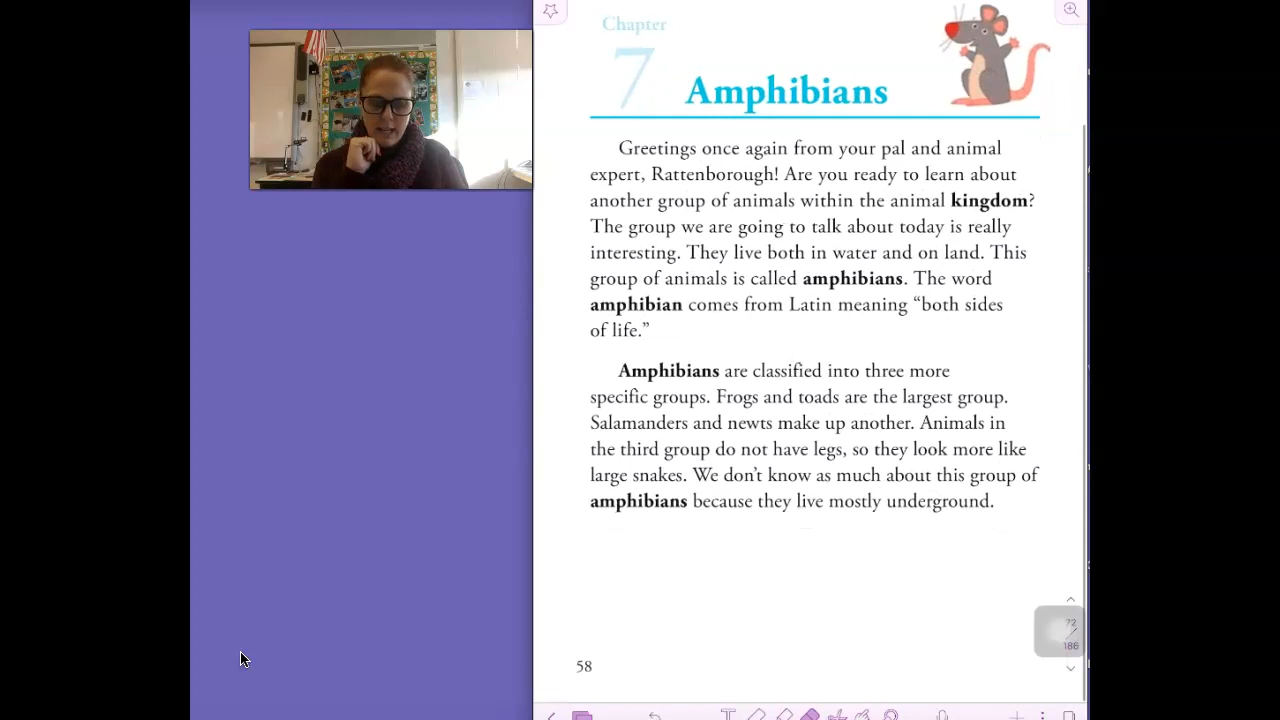 Chapter
7
Amphibians
Greetings once again from your pal and animal
expert, Rattenborough! Are you ready to learn about
another group of animals within the animal kingdom?
The group we are going to talk about today is really
interesting. They live both in water and on land. This
group of animals is called amphibians. The word
amphibian comes from Latin meaning “both sides
of life.”
Amphibians are classified into three more
specific groups. Frogs and toads are the largest group.
Salamanders and newts make up another. Animals in
the third group do not have legs, so they look more like
large snakes. We don’t know as much about this group of
amphibians because they live mostly underground.
72
186
58